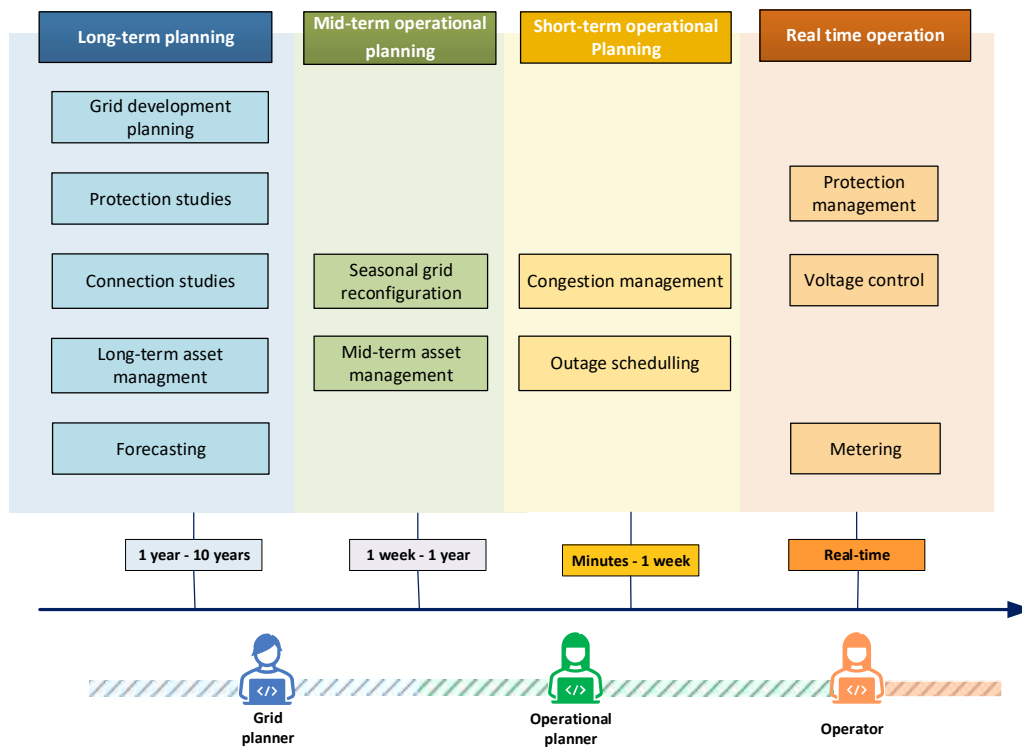 Long-term planning
Mid-term operational
planning
Short-term operational
Planning
Real time operation
Grid development
planning
Protection studies
Connection studies
Long-term asset
managment
Forecasting
Seasonal grid
reconfiguration
Mid-term asset
management
Congestion management
Outage schedulling
Protection
management
Voltage control
Metering
1 year - 10 years
1 week - 1 year
Minutes - 1 week
Real-time
</>
</>
</>
Grid
planner
Operational
planner
Operator